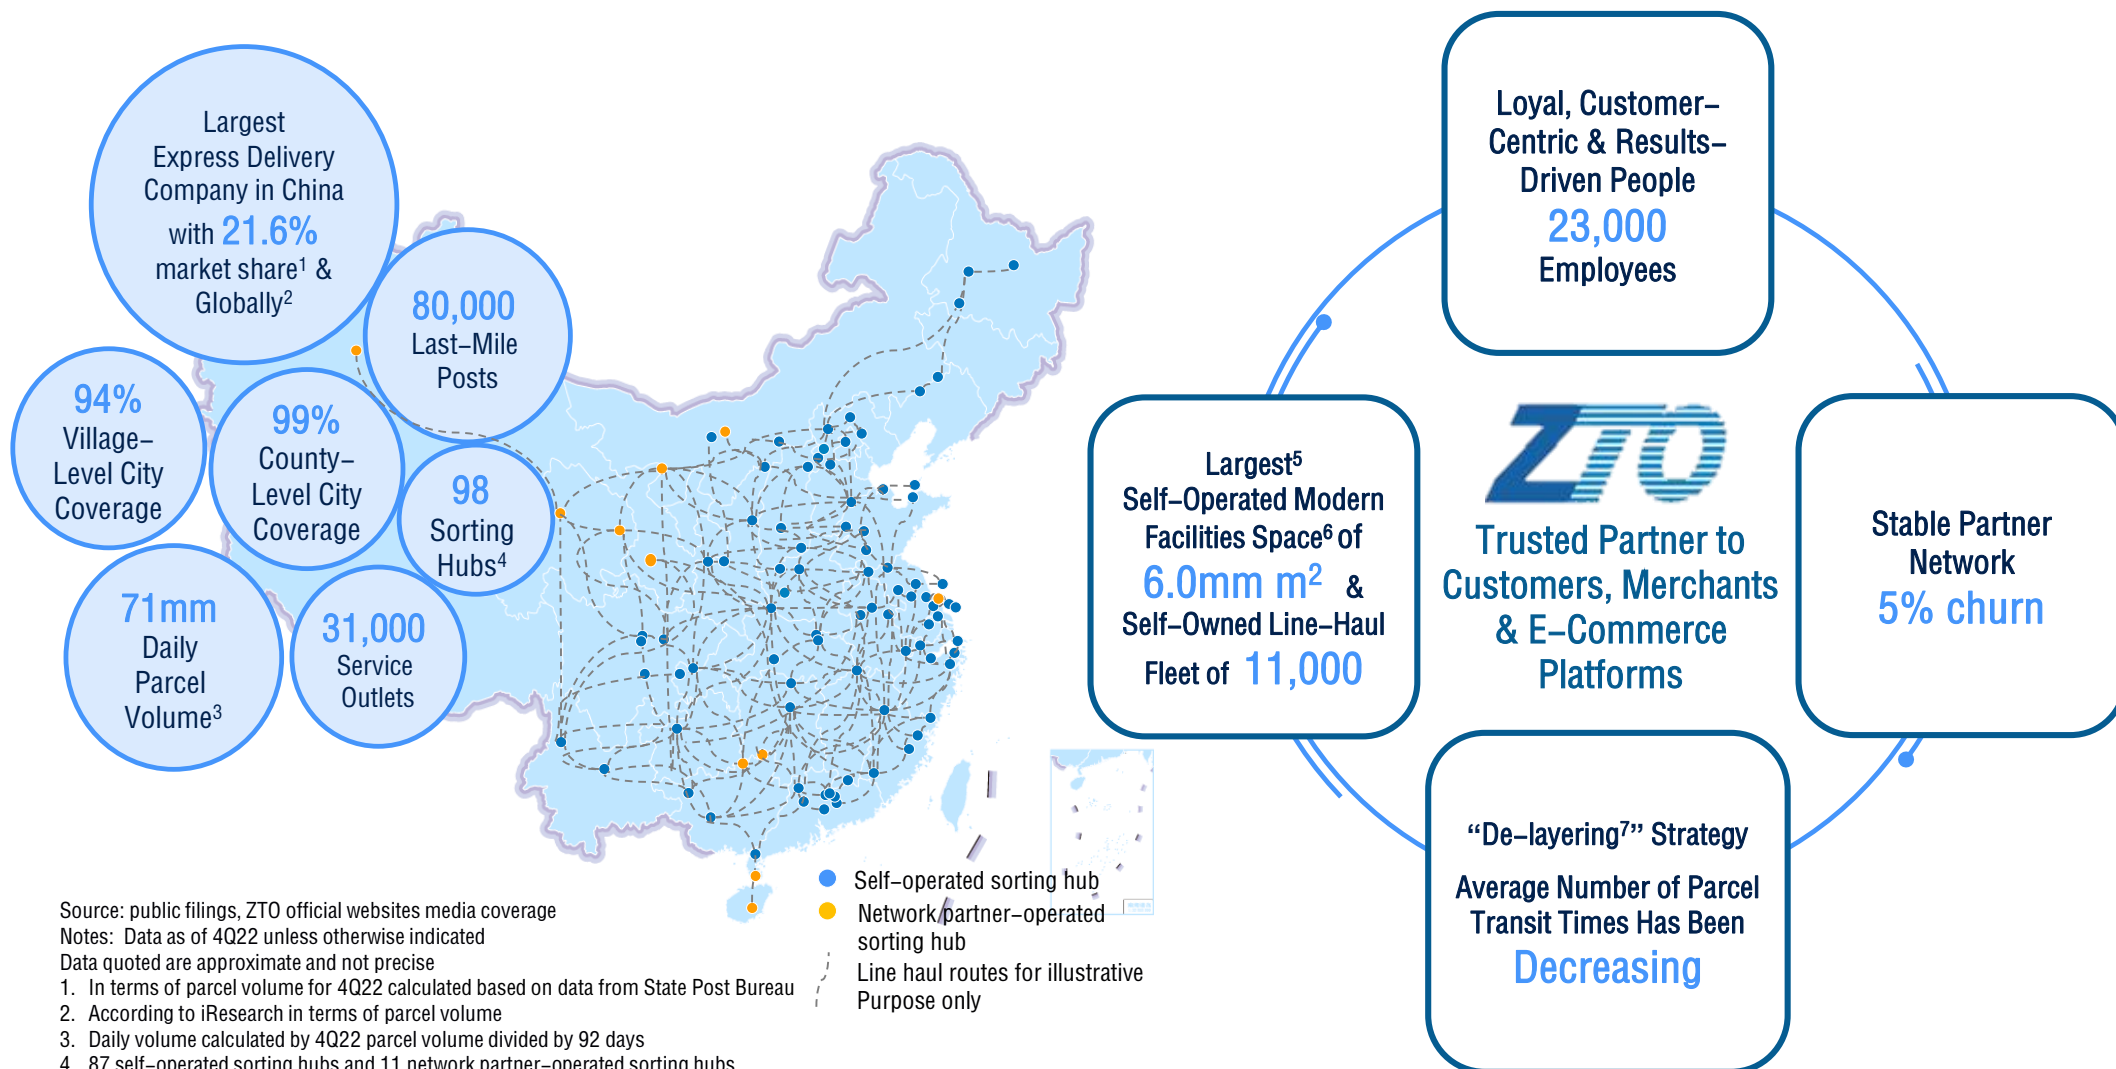 Largest
Express Delivery
Company in China
with 21.6%
market share1 &
Globally2
80,000
Last-Mile
Posts
94%
Village-
Level City
Coverage
99%
County-
Level City
Coverage
98
Sorting
Hubs4
71mm
Daily
Parcel
Volume3
31,000
Service
Outlets
Self-operated sorting hub
Network partner-operated
sorting hub
Line haul routes for illustrative
Purpose only
Source: public filings, ZTO official websites media coverage
Notes: Data as of 4Q22 unless otherwise indicated
Data quoted are approximate and not precise
1. In terms of parcel volume for 4Q22 calculated based on data from State Post Bureau
2. According to iResearch in terms of parcel volume
3. Daily volume calculated by 4Q22 parcel volume divided by 92 days
4. 87 self-operated sorting hubs and 11 network partner-operated sorting hubs
Loyal, Customer-
Centric & Results-
Driven People
23,000
Employees
Largest5
Self-Operated Modern
Facilities Space6 of
6.0mm m2 &
Self-Owned Line-Haul
Fleet of 11,000
ZTO
Trusted Partner to
Customers, Merchants
& E-Commerce
Platforms
Stable Partner
Network
5% churn
“De-layering7” Strategy
Average Number of Parcel
Transit Times Has Been
Decreasing